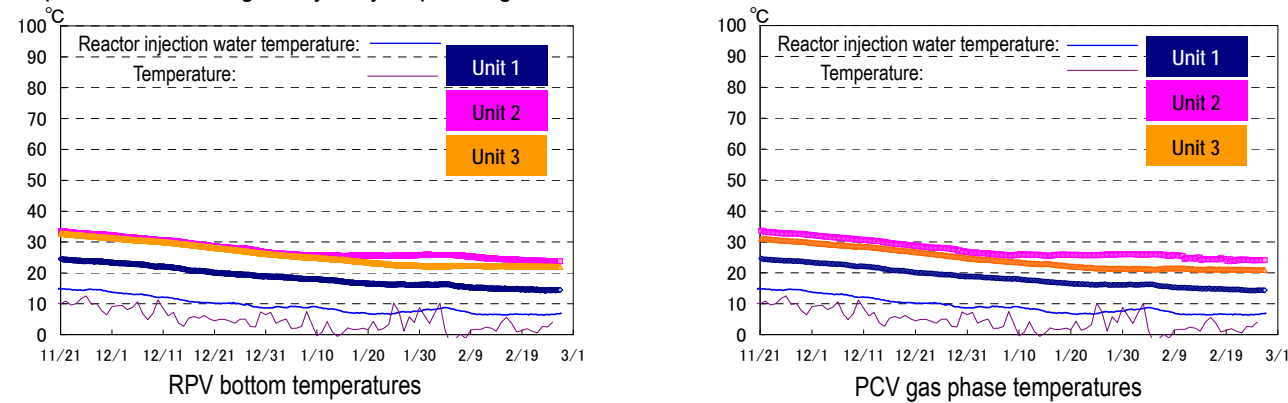 ℃
100
90
80
70
60
50
40
30
20
10
0
Reactor injection water temperature:
Temperature:
Unit 1
Unit 2
Unit 3
11/21 12/1 12/11 12/21 12/31 1/10 1/20 1/30 2/9 2/19 3/1
RPV bottom temperatures
℃
100
90
80
70
60
50
40
30
20
10
0
Reactor injection water temperature:
Temperature:
Unit 1
Unit 2
Unit 3
11/21 12/1 12/11 12/21 12/31 1/10 1/20 1/30 2/9 2/19 3/1
PCV gas phase temperatures